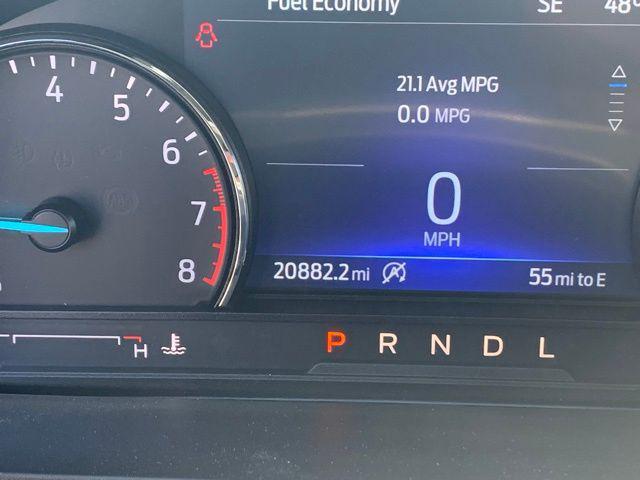 Fuel Economy SE 48°
21.1 Avg MPG
0.0 MPG
4
5
6
7
8
0
MPH
20882.2 mi A 55 mi to E
H P R N D L